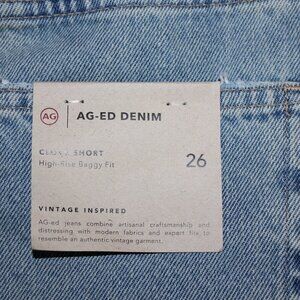 AG AG-ED DENIM
SHORT
High-Rise Baggy Fit
26
VINTAGE INSPIRED
AG-ed jeans combine artisanal craftsmanship and
distressing with modern fabrics and expert fits to
resemble an authentic vintage garment.